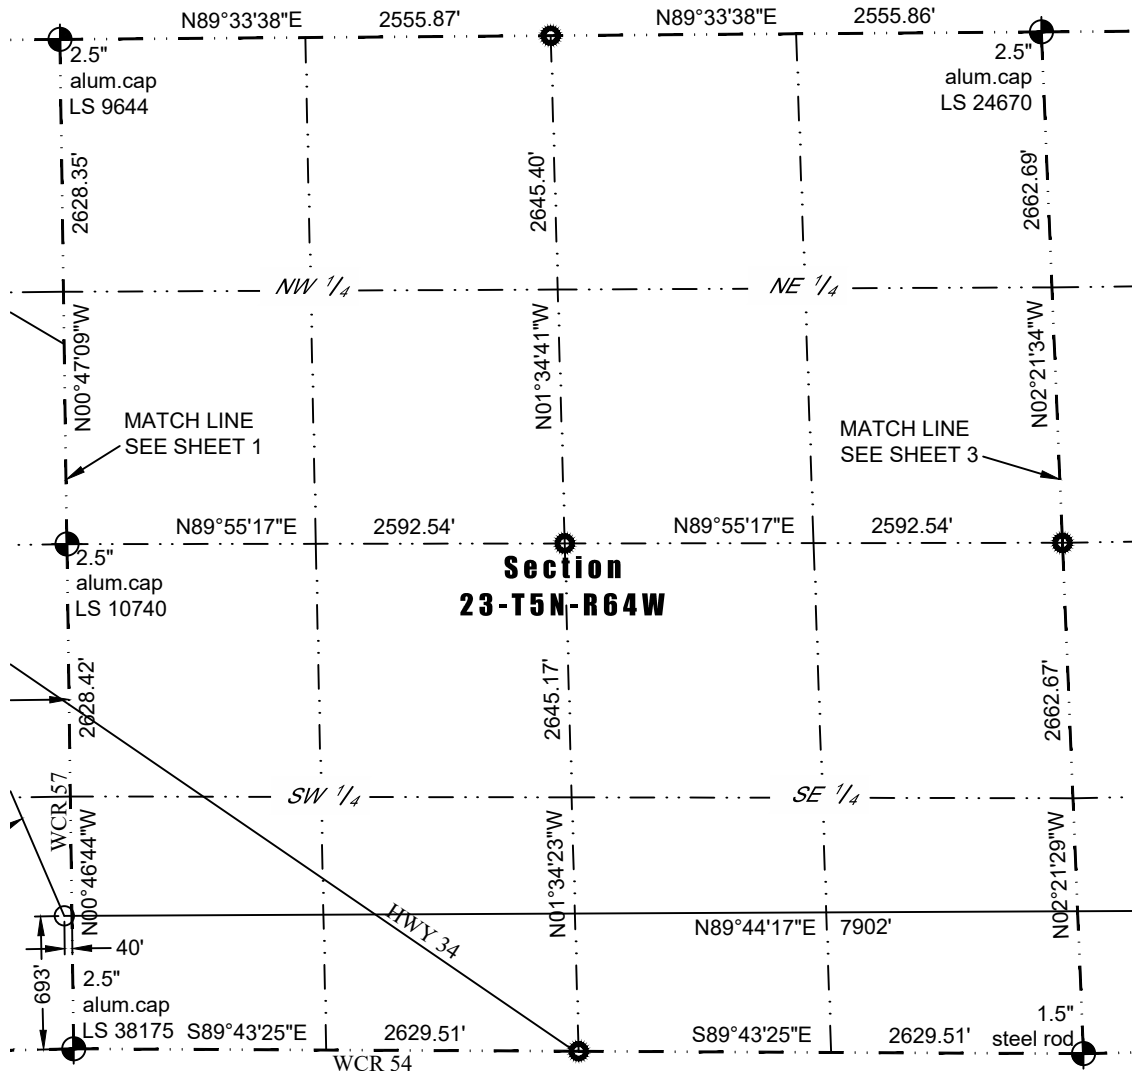 N89°33'38"E 2555.87' N89°33'38"E 2555.86'
2.5"
alum.cap
LS 9644
2.5"
alum.cap
LS 24670
2628.35'
2645.40'
2662.69'
NW 1/4
NE 1/4
N00°47'09"W
N01°34'41"W
N02°21'34"W
MATCH LINE
SEE SHEET 1
MATCH LINE
SEE SHEET 3
N89°55'17"E 2592.54' N89°55'17"E 2592.54'
2.5"
alum.cap
LS 10740
Section
23-T5N-R64W
2628.42'
2645.17'
2662.67'
WCR 57
SW 1/4
SE 1/4
N00°46'44"W
N01°34'23"W
N02°21'29"W
HWY 34
N89°44'17"E 7902'
40'
693'
2.5"
alum.cap
LS 38175
S89°43'25"E 2629.51' S89°43'25"E 2629.51'
1.5"
steel rod
WCR 54